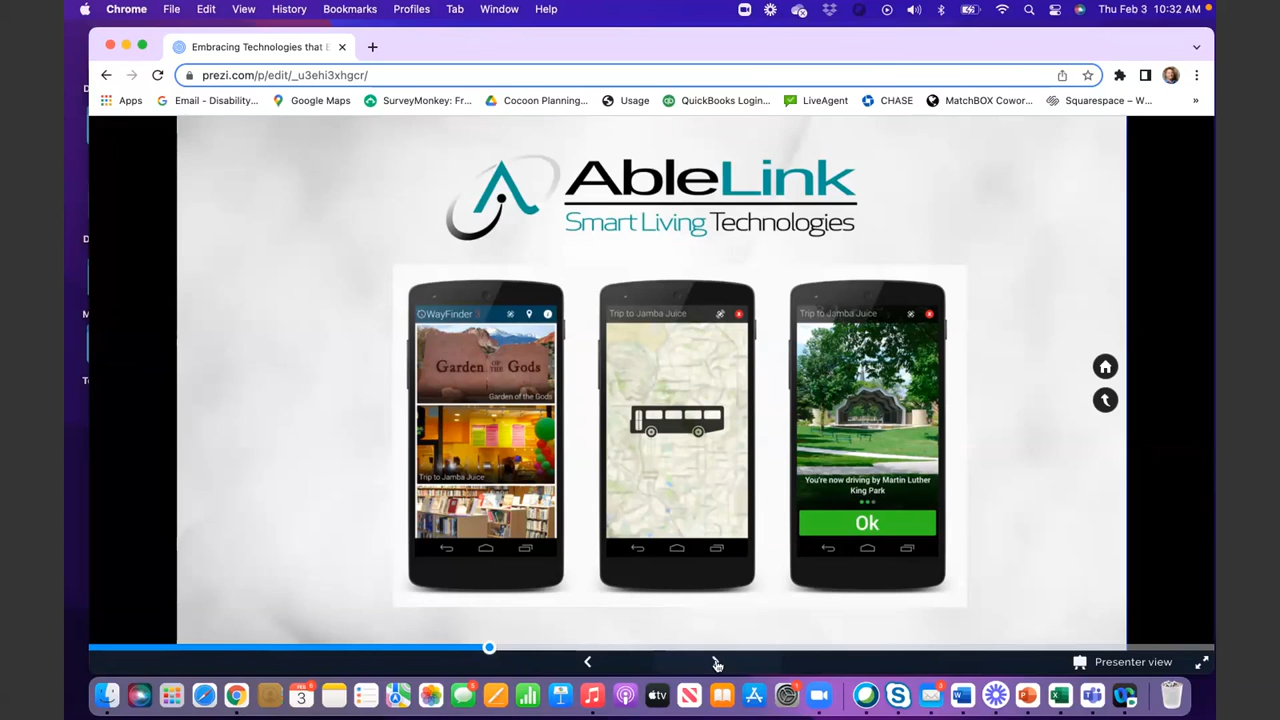 Chrome File Edit View History Bookmarks Profiles Tab Window Help Thu Feb 3 10:32 AM
Embracing Technologies that E
prezi.com/p/edit/_u3ehi3xhgcr/
Apps Email - Disability... Google Maps SurveyMonkey: Fr... Cocoon Planning... Usage QuickBooks Login... LiveAgent CHASE MatchBOX Cowor... Squarespace – W... »
AbleLink
Smart Living Technologies
WayFinder 3
Garden OF THE Gods
Garden of the Gods
Trip to Jamba Juice
Trip to Jamba Juice
Trip to Jamba Juice
You're now driving by Martin Luther
King Park
Ok
Presenter view
FEB
3